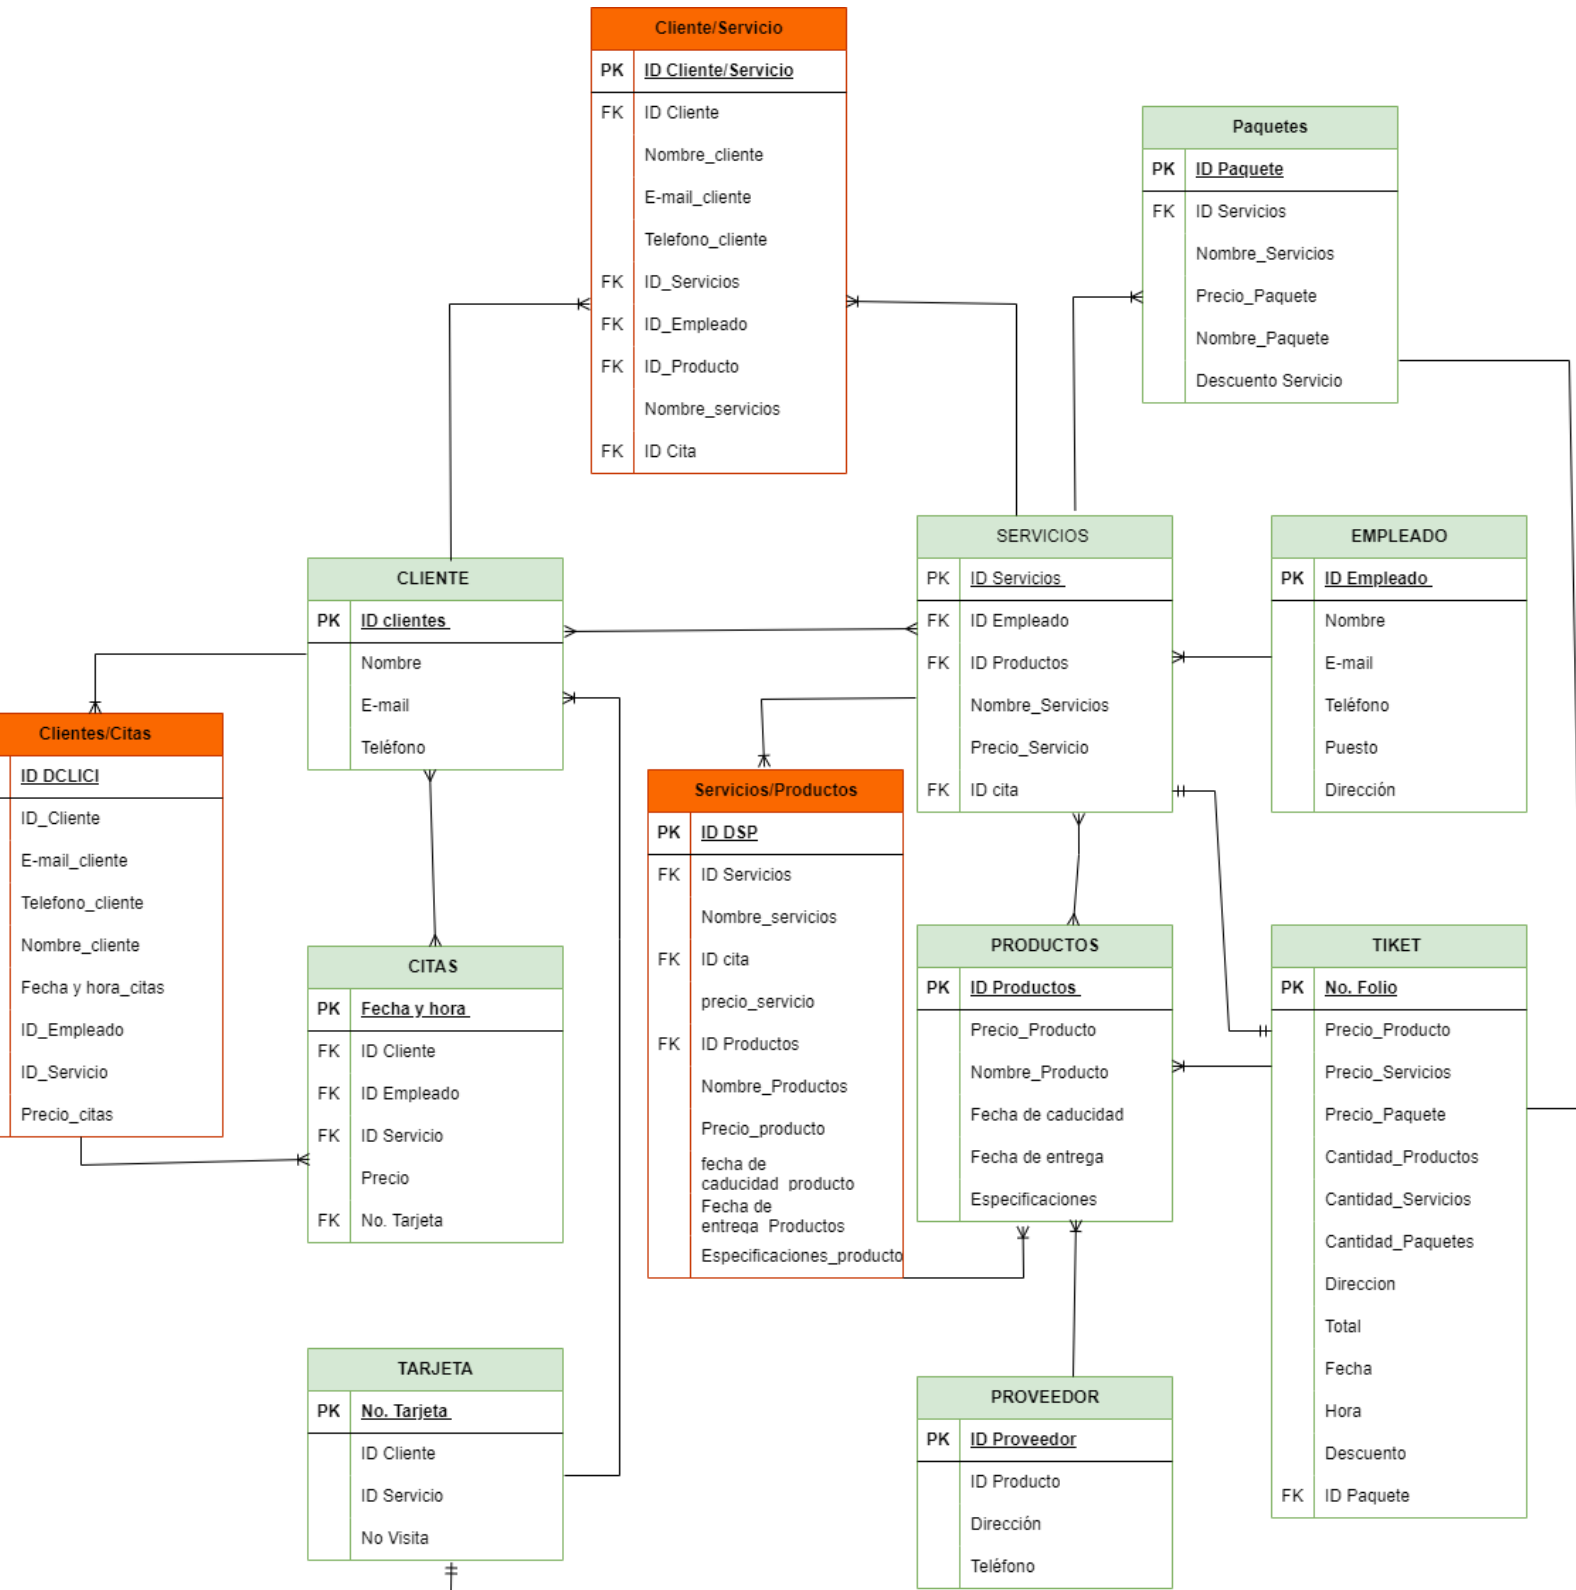 Cliente/Servicio
PK ID Cliente/Servicio
FK ID Cliente
Nombre_cliente
E-mail_cliente
Telefono_cliente
FK ID_Servicios
FK ID_Empleado
FK ID_Producto
Nombre_servicios
FK ID Cita
Paquetes
PK ID Paquete
FK ID Servicios
Nombre_Servicios
Precio_Paquete
Nombre_Paquete
Descuento Servicio
CLIENTE
PK ID clientes
Nombre
E-mail
Teléfono
SERVICIOS
PK ID Servicios
FK ID Empleado
FK ID Productos
Nombre_Servicios
Precio_Servicio
FK ID cita
EMPLEADO
PK ID Empleado
Nombre
E-mail
Teléfono
Puesto
Dirección
Clientes/Citas
ID DCLICI
ID_Cliente
E-mail_cliente
Telefono_cliente
Nombre_cliente
Fecha y hora_citas
ID_Empleado
ID_Servicio
Precio_citas
Servicios/Productos
PK ID DSP
FK ID Servicios
Nombre_servicios
FK ID cita
precio_servicio
FK ID Productos
Nombre_Productos
Precio_producto
fecha de
caducidad_producto
Fecha de
entrega_Productos
Especificaciones_producto
CITAS
PK Fecha y hora
FK ID Cliente
FK ID Empleado
FK ID Servicio
Precio
FK No. Tarjeta
PRODUCTOS
PK ID Productos
Precio_Producto
Nombre_Producto
Fecha de caducidad
Fecha de entrega
Especificaciones
TIKET
PK No. Folio
Precio_Producto
Precio_Servicios
Precio_Paquete
Cantidad_Productos
Cantidad_Servicios
Cantidad_Paquetes
Direccion
Total
Fecha
Hora
Descuento
FK ID Paquete
TARJETA
PK No. Tarjeta
ID Cliente
ID Servicio
No Visita
PROVEEDOR
PK ID Proveedor
ID Producto
Dirección
Teléfono